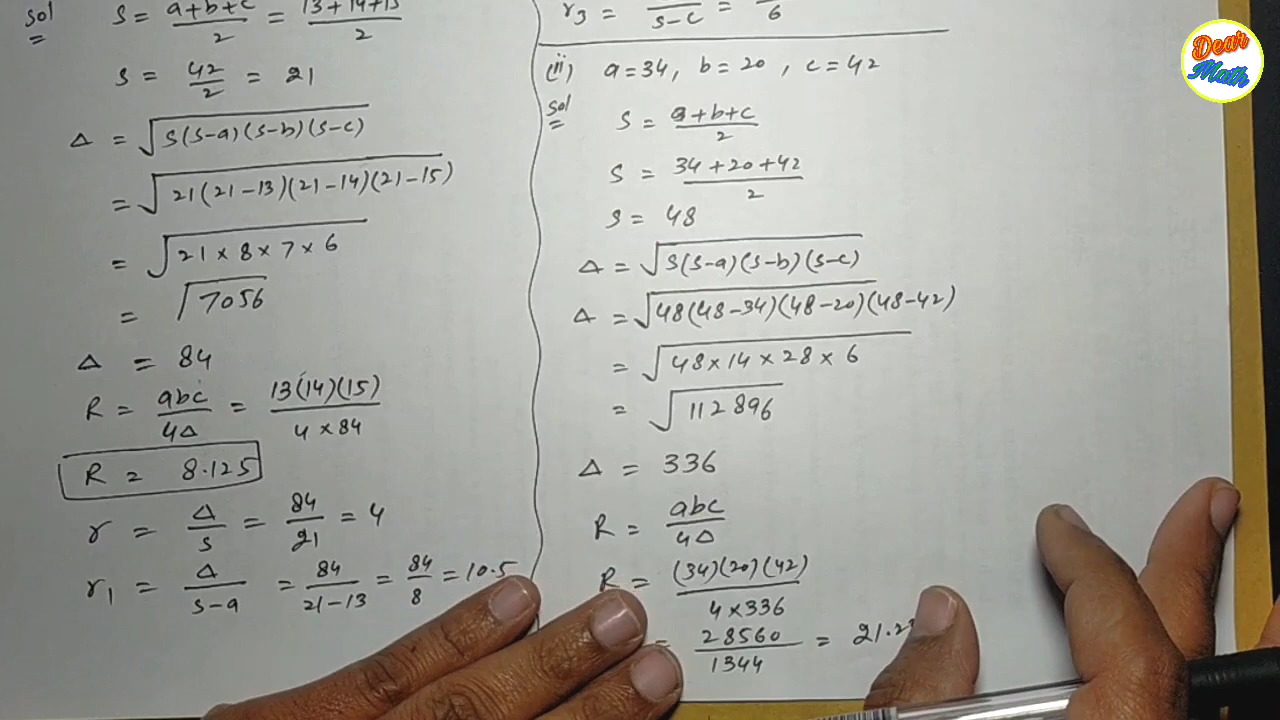 Sol S = a+b+c/2 = 13+14+15/2
S = 42/2 = 21
Δ = √S(S-a)(S-b)(S-c)
= √21(21-13)(21-14)(21-15)
= √21×8×7×6
= √7056
Δ = 84
R = abc/4Δ = 13(14)(15)/4×84
R = 8.125
r = Δ/s = 84/21 = 4
r₁ = Δ/s-a = 84/21-13 = 84/8 = 10.5
r₃ = s-c = 6
(ii) a=34, b=20, c=42
Sol S = a+b+c/2
S = 34+20+42/2
S = 48
Δ = √S(S-a)(S-b)(S-c)
Δ = √48(48-34)(48-20)(48-42)
= √48×14×28×6
= √112896
Δ = 336
R = abc/4Δ
R = (34)(20)(42)/4×336
= 28560/1344 = 21.2
Dear
Math